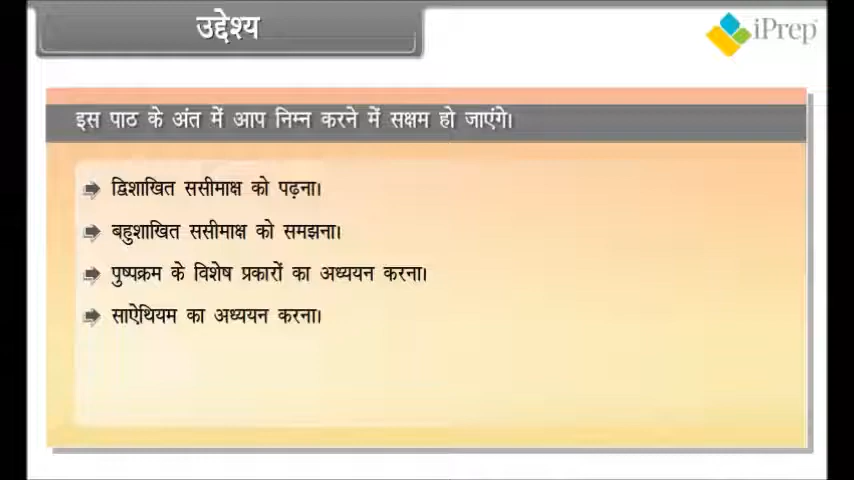 उद्देश्य
iPrep
इस पाठ के अंत में आप निम्न करने में सक्षम हो जाएंगे।
द्विशाखित ससीमाक्ष को पढ़ना।
बहुशाखित ससीमाक्ष को समझना।
पुष्पक्रम के विशेष प्रकारों का अध्ययन करना।
साऐथियम का अध्ययन करना।